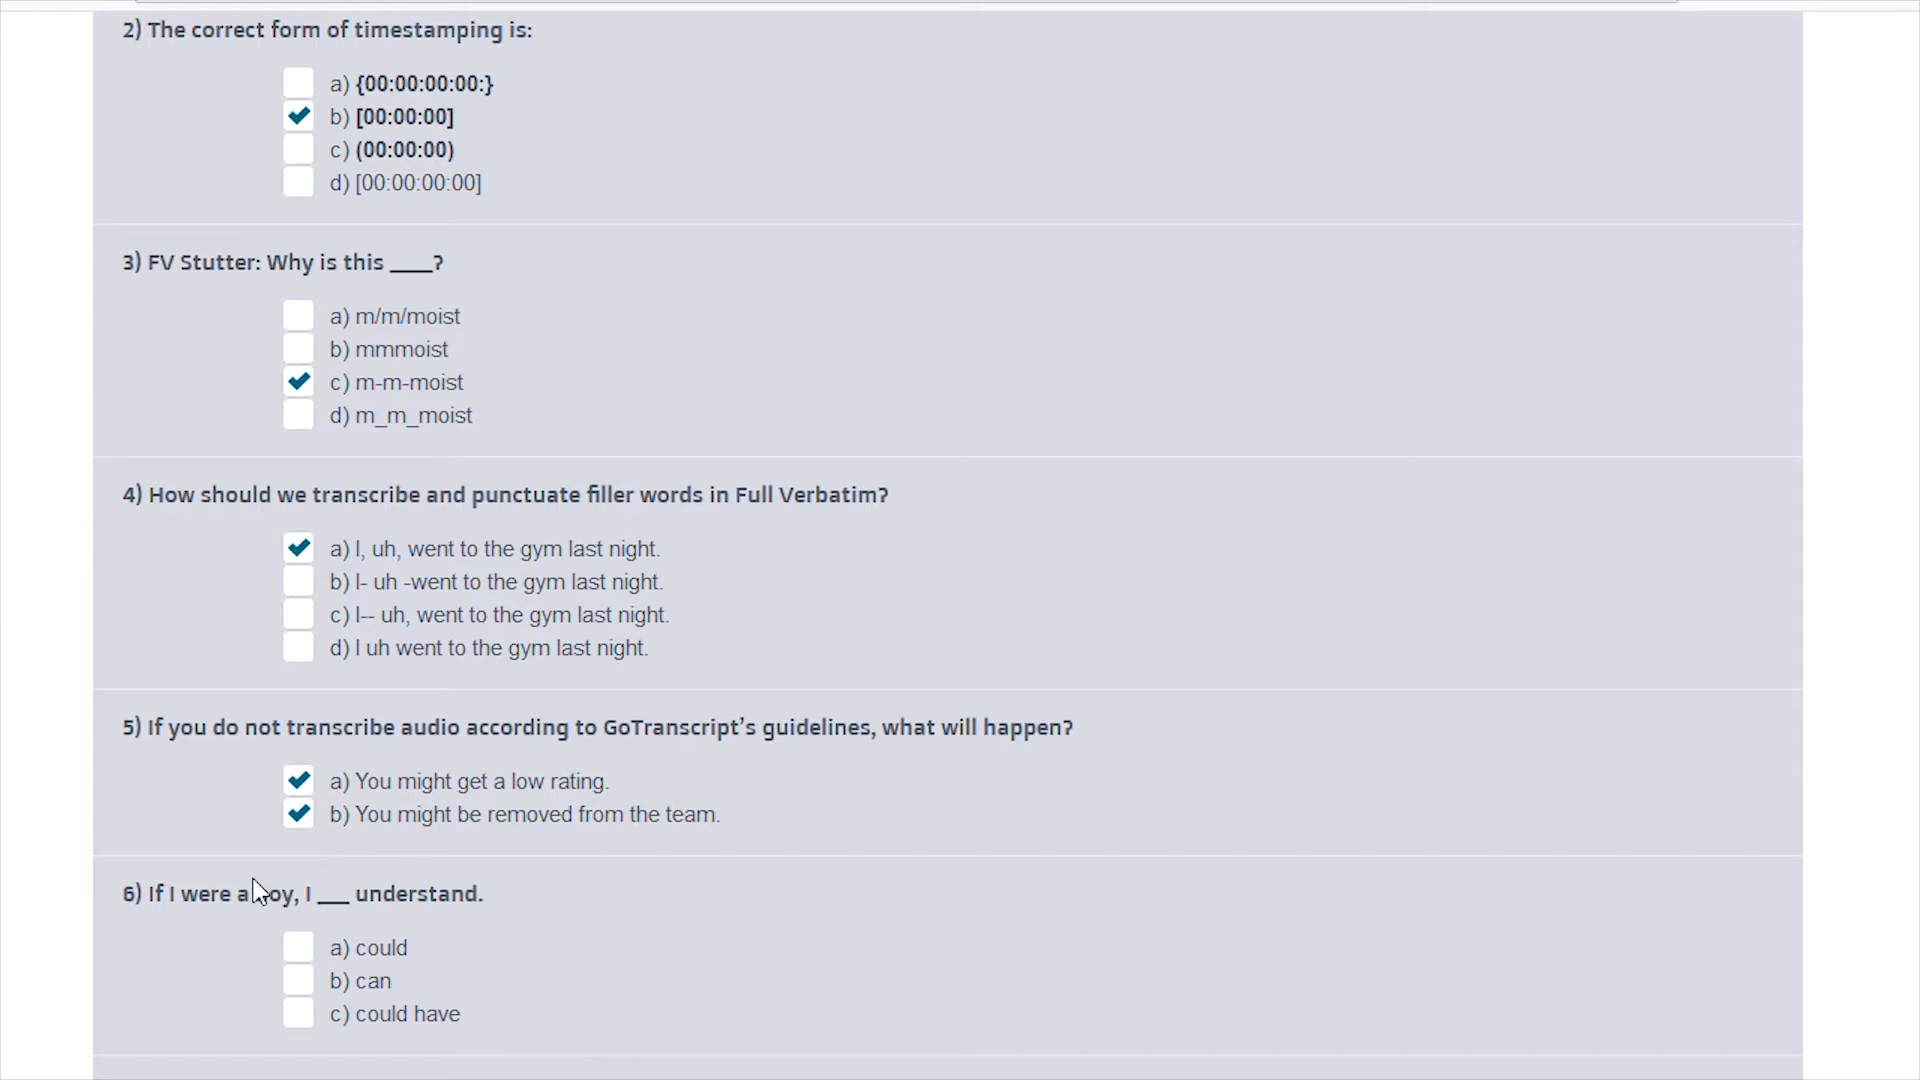 2) The correct form of timestamping is:
a) {00:00:00:00:}
b) [00:00:00]
c) (00:00:00)
d) [00:00:00:00]
3) FV Stutter: Why is this ____?
a) m/m/moist
b) mmmoist
c) m-m-moist
d) m_m_moist
4) How should we transcribe and punctuate filler words in Full Verbatim?
a) I, uh, went to the gym last night.
b) I- uh -went to the gym last night.
c) I-- uh, went to the gym last night.
d) I uh went to the gym last night.
5) If you do not transcribe audio according to GoTranscript’s guidelines, what will happen?
a) You might get a low rating.
b) You might be removed from the team.
6) If I were a boy, I ___ understand.
a) could
b) can
c) could have